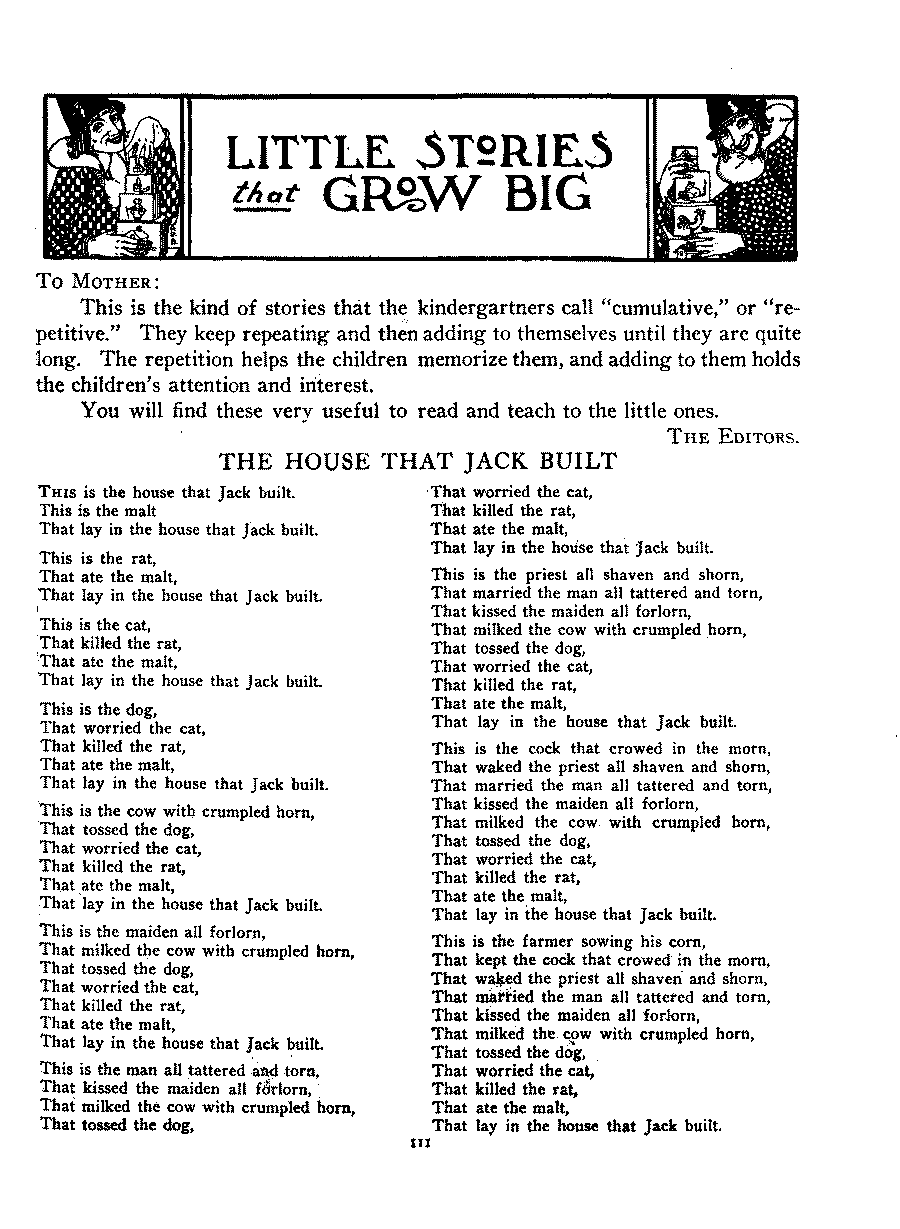 LITTLE STORIES
that GROW BIG
TO MOTHER:
This is the kind of stories that the kindergartners call “cumulative,” or “re-
petitive.” They keep repeating and then adding to themselves until they are quite
long. The repetition helps the children memorize them, and adding to them holds
the children’s attention and interest.
You will find these very useful to read and teach to the little ones.
THE EDITORS.
THE HOUSE THAT JACK BUILT
THIS is the house that Jack built.
This is the malt
That lay in the house that Jack built.
This is the rat,
That ate the malt,
That lay in the house that Jack built.
This is the cat,
That killed the rat,
That ate the malt,
That lay in the house that Jack built.
This is the dog,
That worried the cat,
That killed the rat,
That ate the malt,
That lay in the house that Jack built.
This is the cow with crumpled horn,
That tossed the dog,
That worried the cat,
That killed the rat,
That ate the malt,
That lay in the house that Jack built.
This is the maiden all forlorn,
That milked the cow with crumpled horn,
That tossed the dog,
That worried the cat,
That killed the rat,
That ate the malt,
That lay in the house that Jack built.
This is the man all tattered and torn,
That kissed the maiden all forlorn,
That milked the cow with crumpled horn,
That tossed the dog,
That worried the cat,
That killed the rat,
That ate the malt,
That lay in the house that Jack built.
This is the priest all shaven and shorn,
That married the man all tattered and torn,
That kissed the maiden all forlorn,
That milked the cow with crumpled horn,
That tossed the dog,
That worried the cat,
That killed the rat,
That ate the malt,
That lay in the house that Jack built.
This is the cock that crowed in the morn,
That waked the priest all shaven and shorn,
That married the man all tattered and torn,
That kissed the maiden all forlorn,
That milked the cow with crumpled horn,
That tossed the dog,
That worried the cat,
That killed the rat,
That ate the malt,
That lay in the house that Jack built.
This is the farmer sowing his corn,
That kept the cock that crowed in the morn,
That waked the priest all shaven and shorn,
That married the man all tattered and torn,
That kissed the maiden all forlorn,
That milked the cow with crumpled horn,
That tossed the dog,
That worried the cat,
That killed the rat,
That ate the malt,
That lay in the house that Jack built.
111